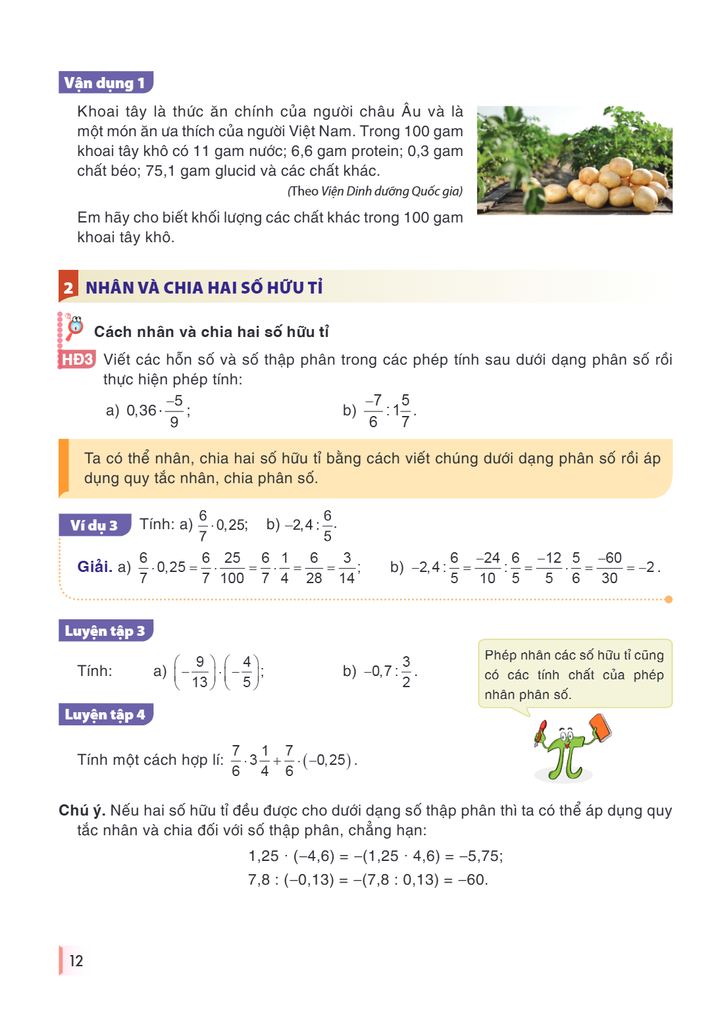 Vận dụng 1
Khoai tây là thức ăn chính của người châu Âu và là
một món ăn ưa thích của người Việt Nam. Trong 100 gam
khoai tây khô có 11 gam nước; 6,6 gam protein; 0,3 gam
chất béo; 75,1 gam glucid và các chất khác.
(Theo Viện Dinh dưỡng Quốc gia)
Em hãy cho biết khối lượng các chất khác trong 100 gam
khoai tây khô.
2 NHÂN VÀ CHIA HAI SỐ HỮU TỈ
Cách nhân và chia hai số hữu tỉ
HĐ3 Viết các hỗn số và số thập phân trong các phép tính sau dưới dạng phân số rồi
thực hiện phép tính:
a) 0,36 · −5/9; b) −7/6 : 1 5/7.
Ta có thể nhân, chia hai số hữu tỉ bằng cách viết chúng dưới dạng phân số rồi áp
dụng quy tắc nhân, chia phân số.
Ví dụ 3 Tính: a) 6/7 · 0,25; b) −2,4 : 6/5.
Giải. a) 6/7 · 0,25 = 6/7 · 25/100 = 6/7 · 1/4 = 6/28 = 3/14; b) −2,4 : 6/5 = −24/10 : 6/5 = −12/5 · 5/6 = −60/30 = −2.
Luyện tập 3
Tính: a) (−9/13) · (−4/5); b) −0,7 : 3/2.
Phép nhân các số hữu tỉ cũng
có các tính chất của phép
nhân phân số.
Luyện tập 4
Tính một cách hợp lí: 7/6 · 3 1/4 + 7/6 · (−0,25).
Chú ý. Nếu hai số hữu tỉ đều được cho dưới dạng số thập phân thì ta có thể áp dụng quy
tắc nhân và chia đối với số thập phân, chẳng hạn:
1,25 · (−4,6) = −(1,25 · 4,6) = −5,75;
7,8 : (−0,13) = −(7,8 : 0,13) = −60.
12